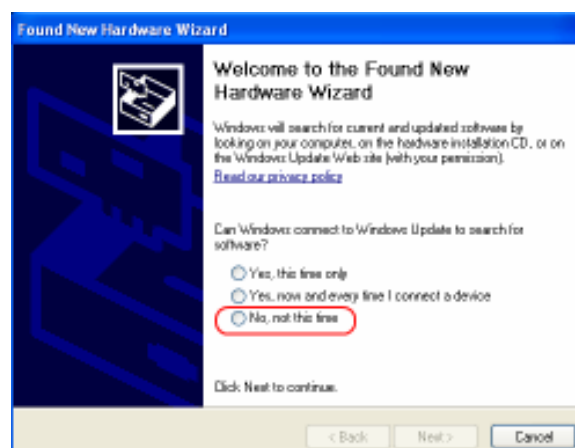 Found New Hardware Wizard
Welcome to the Found New
Hardware Wizard
Windows will search for current and updated software by
looking on your computer, on the hardware installation CD, or on
the Windows Update Web site (with your permission).
Read our privacy policy
Can Windows connect to Windows Update to search for
software?
Yes, this time only
Yes, now and every time I connect a device
No, not this time
Click Next to continue.
< Back
Next >
Cancel